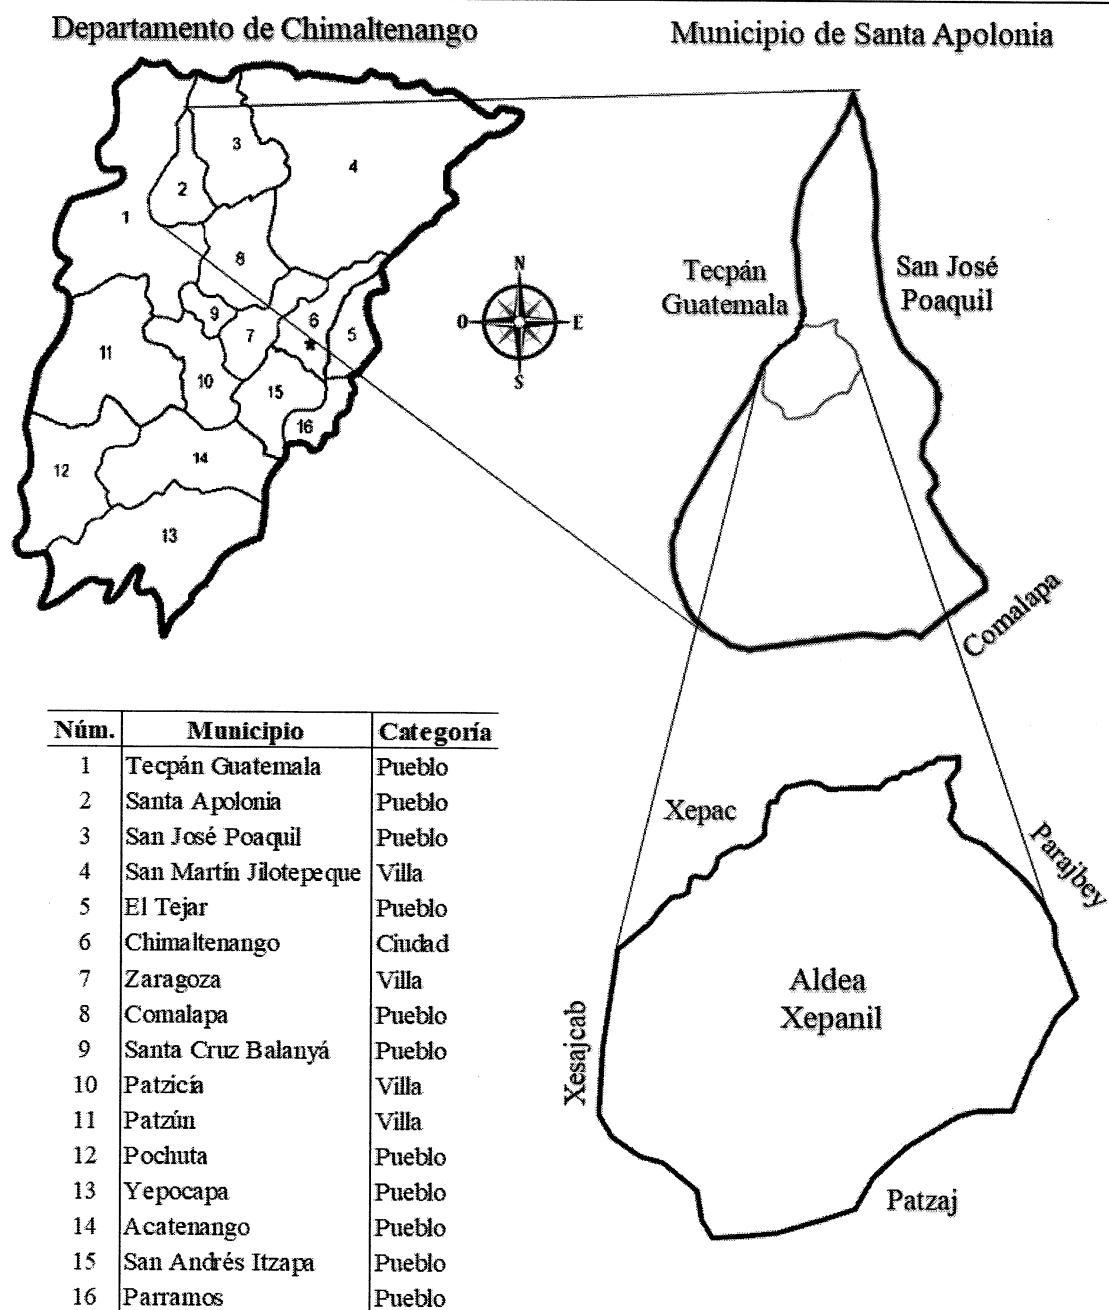 Departamento de Chimaltenango
Municipio de Santa Apolonia
1
2
3
4
8
9
7
6
5
11
10
15
16
12
14
13
N
O
E
S
Tecpán
Guatemala
San José
Poaquil
Comalapa
Núm. Municipio Categoría
1 Tecpán Guatemala Pueblo
2 Santa Apolonia Pueblo
3 San José Poaquil Pueblo
4 San Martín Jilotepeque Villa
5 El Tejar Pueblo
6 Chimaltenango Ciudad
7 Zaragoza Villa
8 Comalapa Pueblo
9 Santa Cruz Balanyá Pueblo
10 Patzicía Villa
11 Patzún Villa
12 Pochuta Pueblo
13 Yepocapa Pueblo
14 Acatenango Pueblo
15 San Andrés Itzapa Pueblo
16 Parramos Pueblo
Xepac
Parajbey
Aldea
Xepanil
Xesajcab
Patzaj